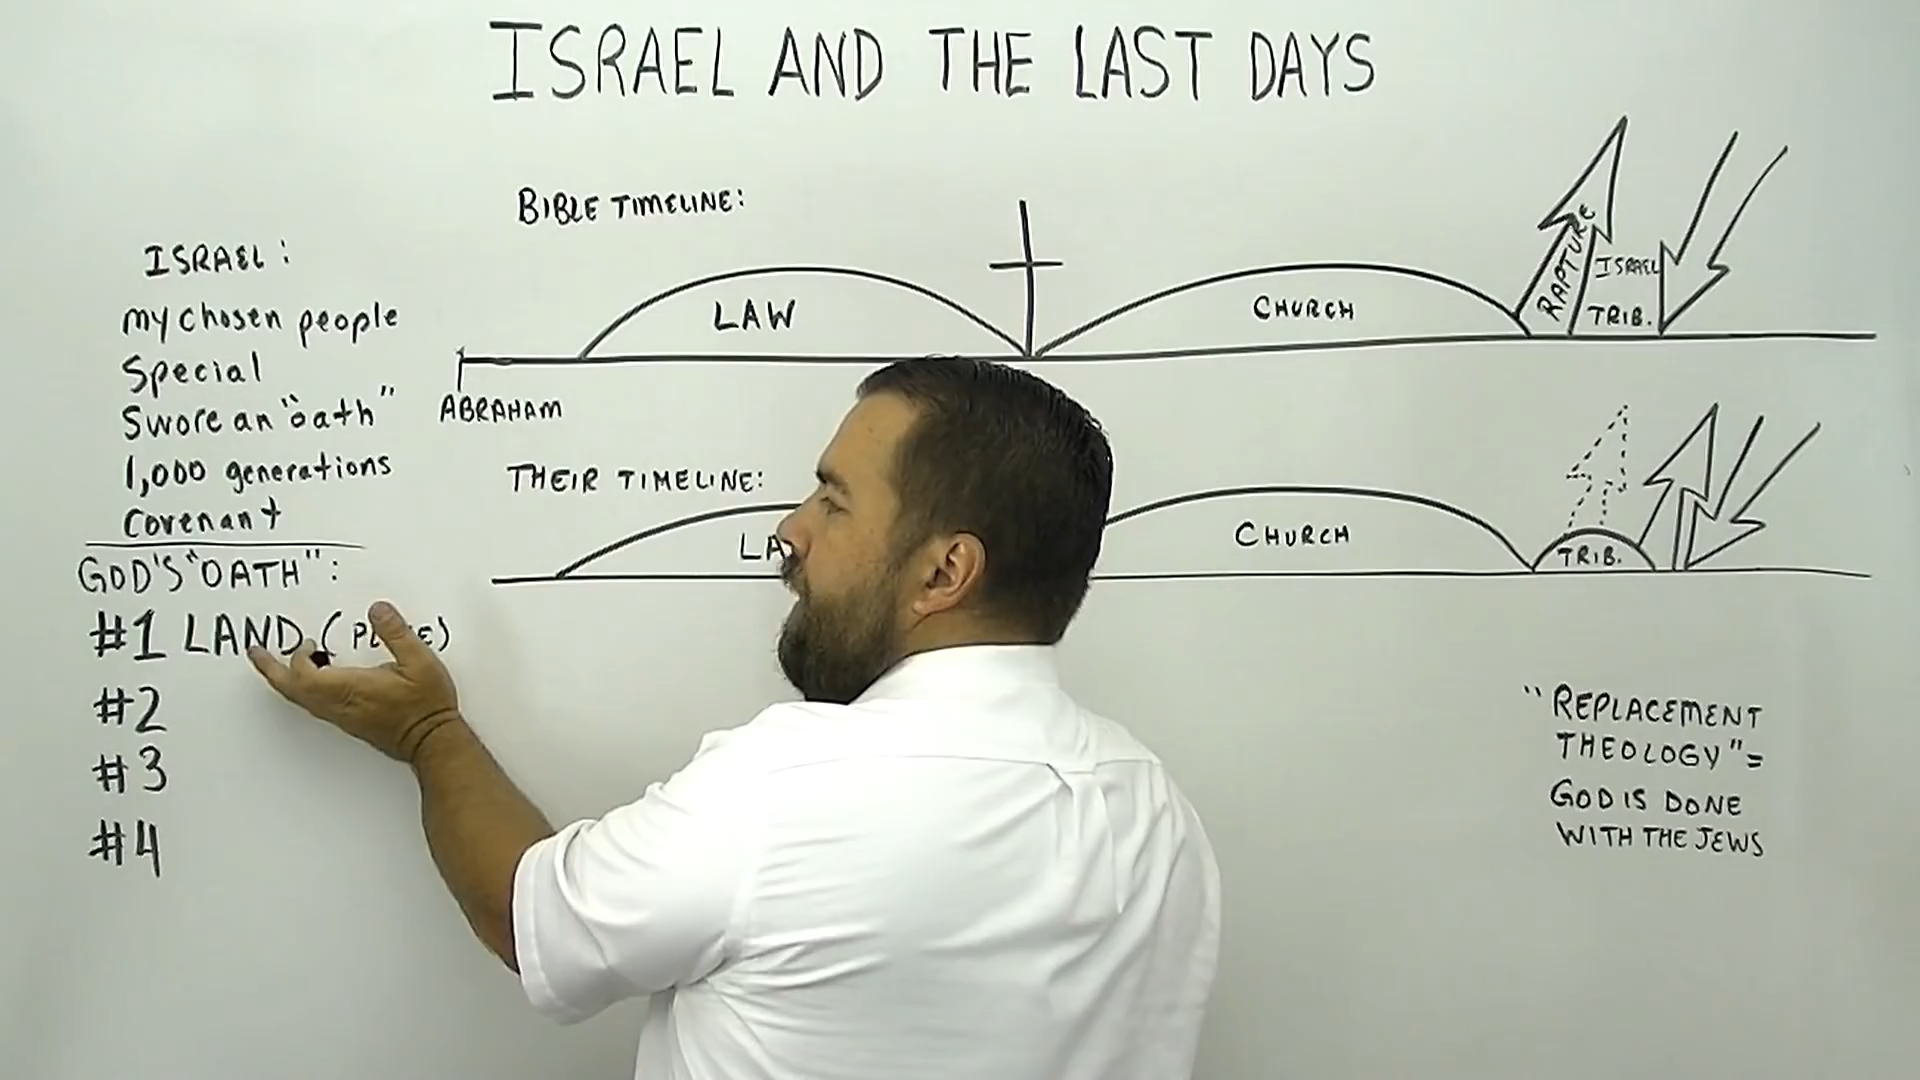 ISRAEL AND THE LAST DAYS
BIBLE TIMELINE:
LAW
CHURCH
RAPTURE
ISRAEL
TRIB.
ABRAHAM
ISRAEL:
my chosen people
Special
Swore an "oath"
1,000 generations
Covenant
GOD'S "OATH":
#1 LAND (
#2
#3
#4
THEIR TIMELINE:
CHURCH
TRIB.
"REPLACEMENT
THEOLOGY"=
GOD IS DONE
WITH THE JEWS